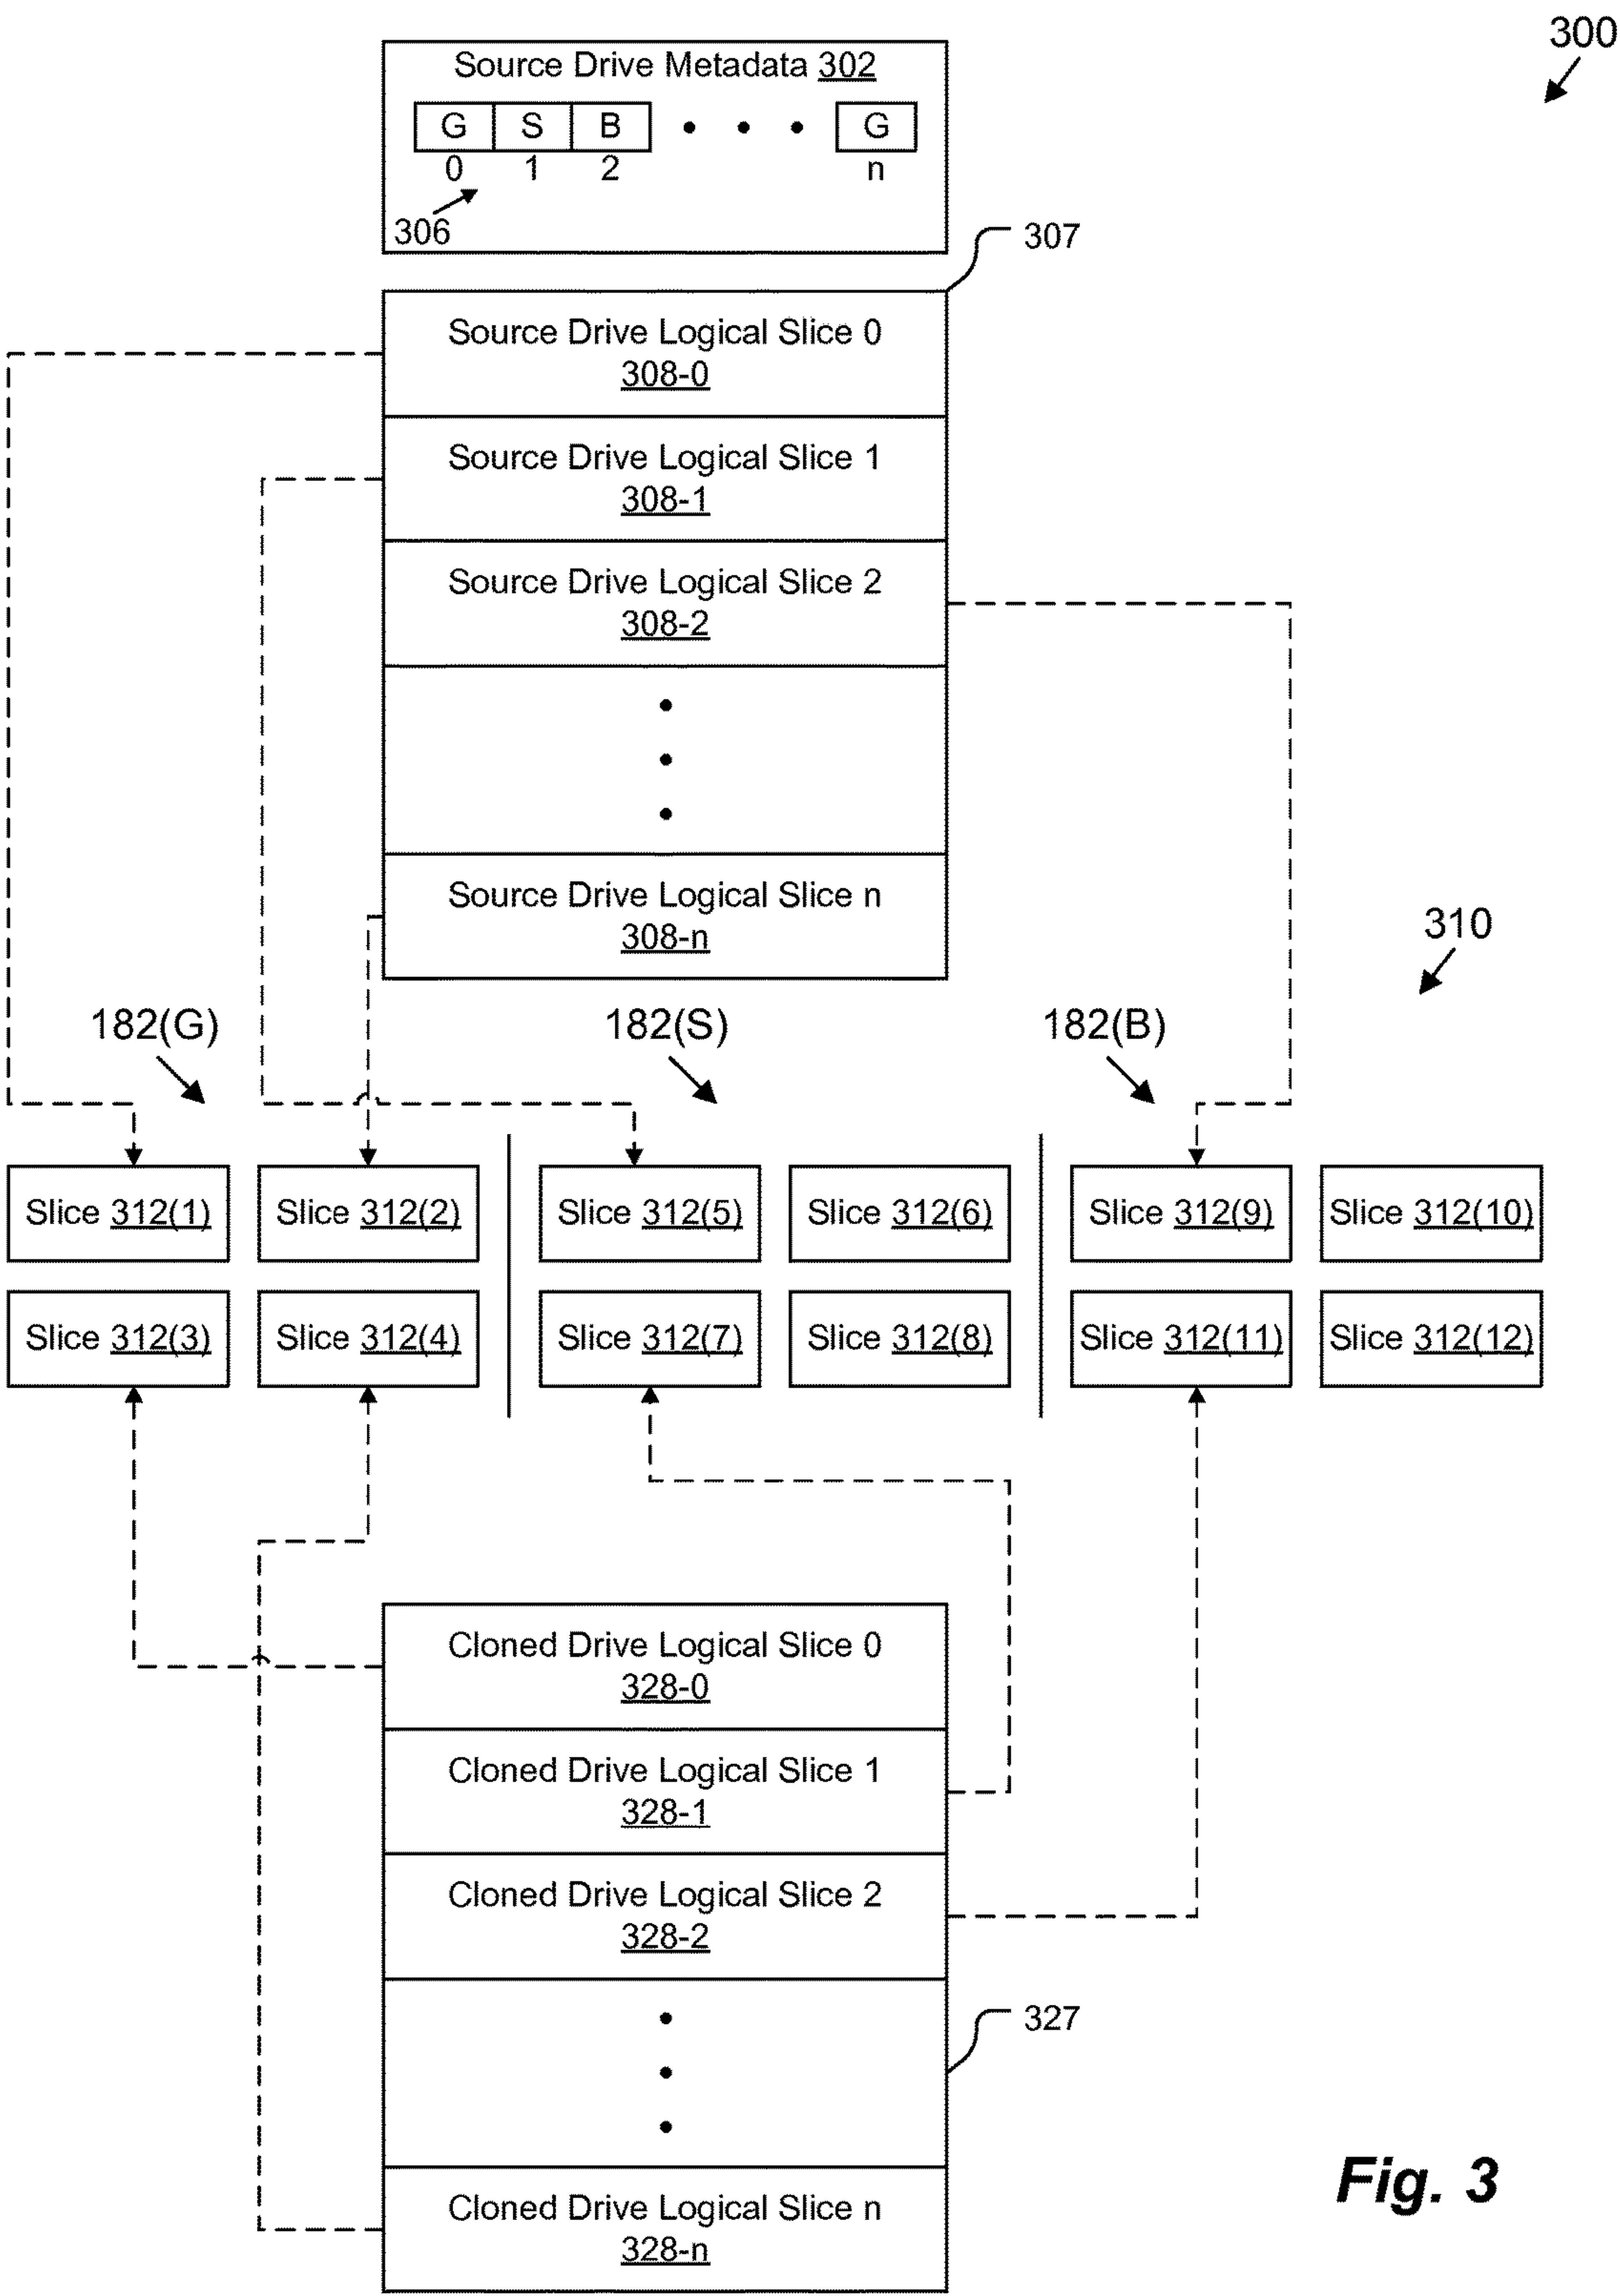 300
Source Drive Metadata 302
G S B G
0 1 2 n
306
307
Source Drive Logical Slice 0
308-0
Source Drive Logical Slice 1
308-1
Source Drive Logical Slice 2
308-2
Source Drive Logical Slice n
308-n
310
182(G) 182(S) 182(B)
Slice 312(1) Slice 312(2) Slice 312(5) Slice 312(6) Slice 312(9) Slice 312(10)
Slice 312(3) Slice 312(4) Slice 312(7) Slice 312(8) Slice 312(11) Slice 312(12)
Cloned Drive Logical Slice 0
328-0
Cloned Drive Logical Slice 1
328-1
Cloned Drive Logical Slice 2
328-2
327
Cloned Drive Logical Slice n
328-n
Fig. 3